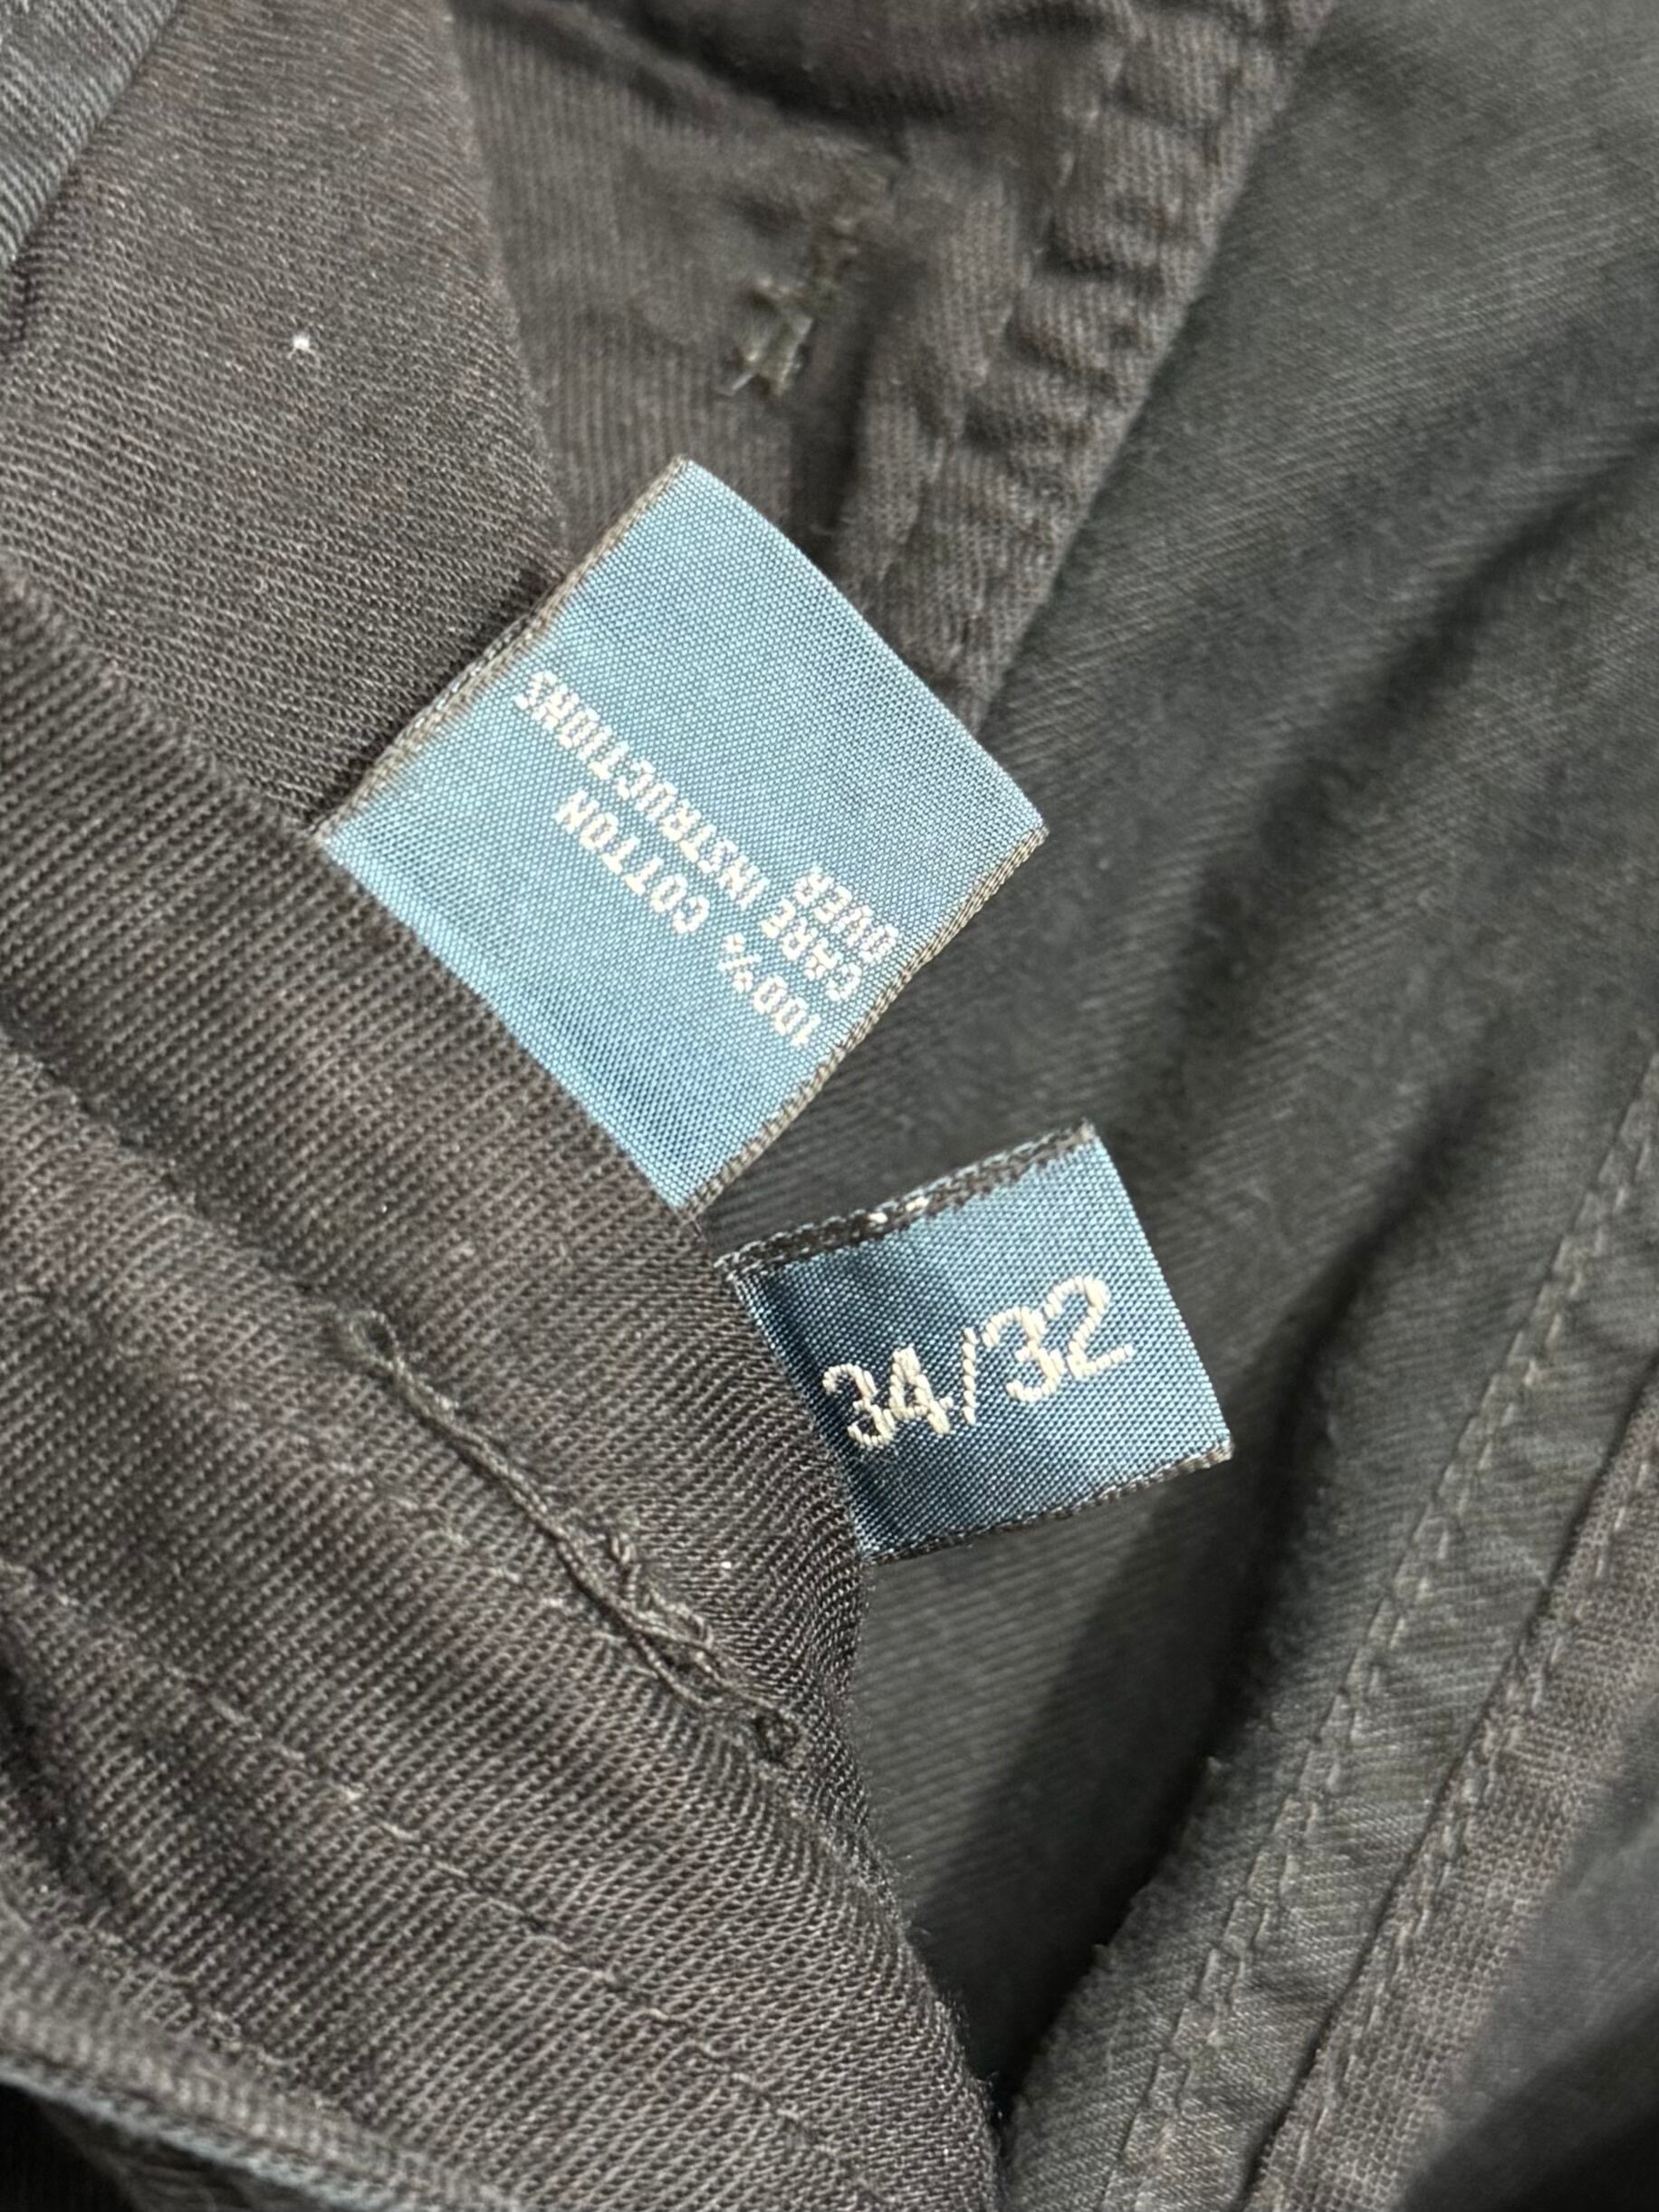 100% COTTON
CARE INSTRUCTIONS
OVER
34/32